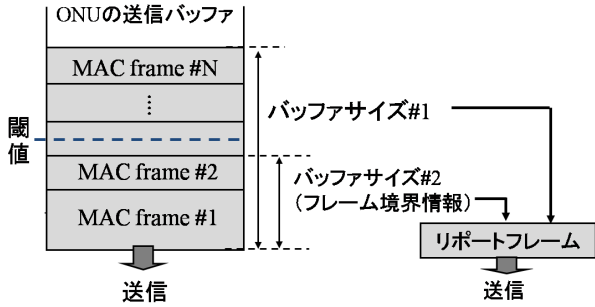 ONUの送信バッファ
MAC frame #N
⋮
閾値
MAC frame #2
MAC frame #1
送信
バッファサイズ#1
バッファサイズ#2
（フレーム境界情報）
リポートフレーム
送信